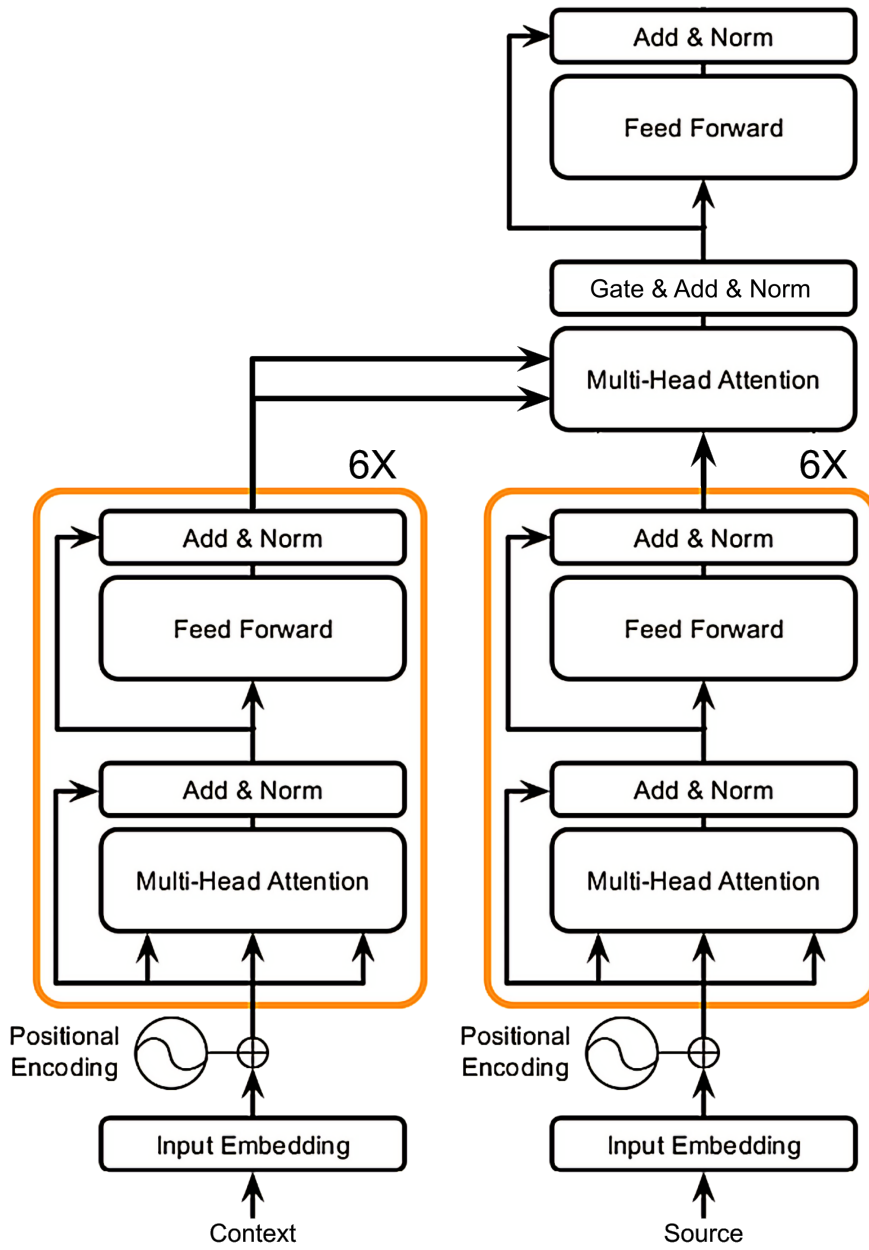 Add & Norm
Feed Forward
Gate & Add & Norm
Multi-Head Attention
6X
Add & Norm
Feed Forward
Add & Norm
Multi-Head Attention
Positional
Encoding
Input Embedding
Context
6X
Add & Norm
Feed Forward
Add & Norm
Multi-Head Attention
Positional
Encoding
Input Embedding
Source